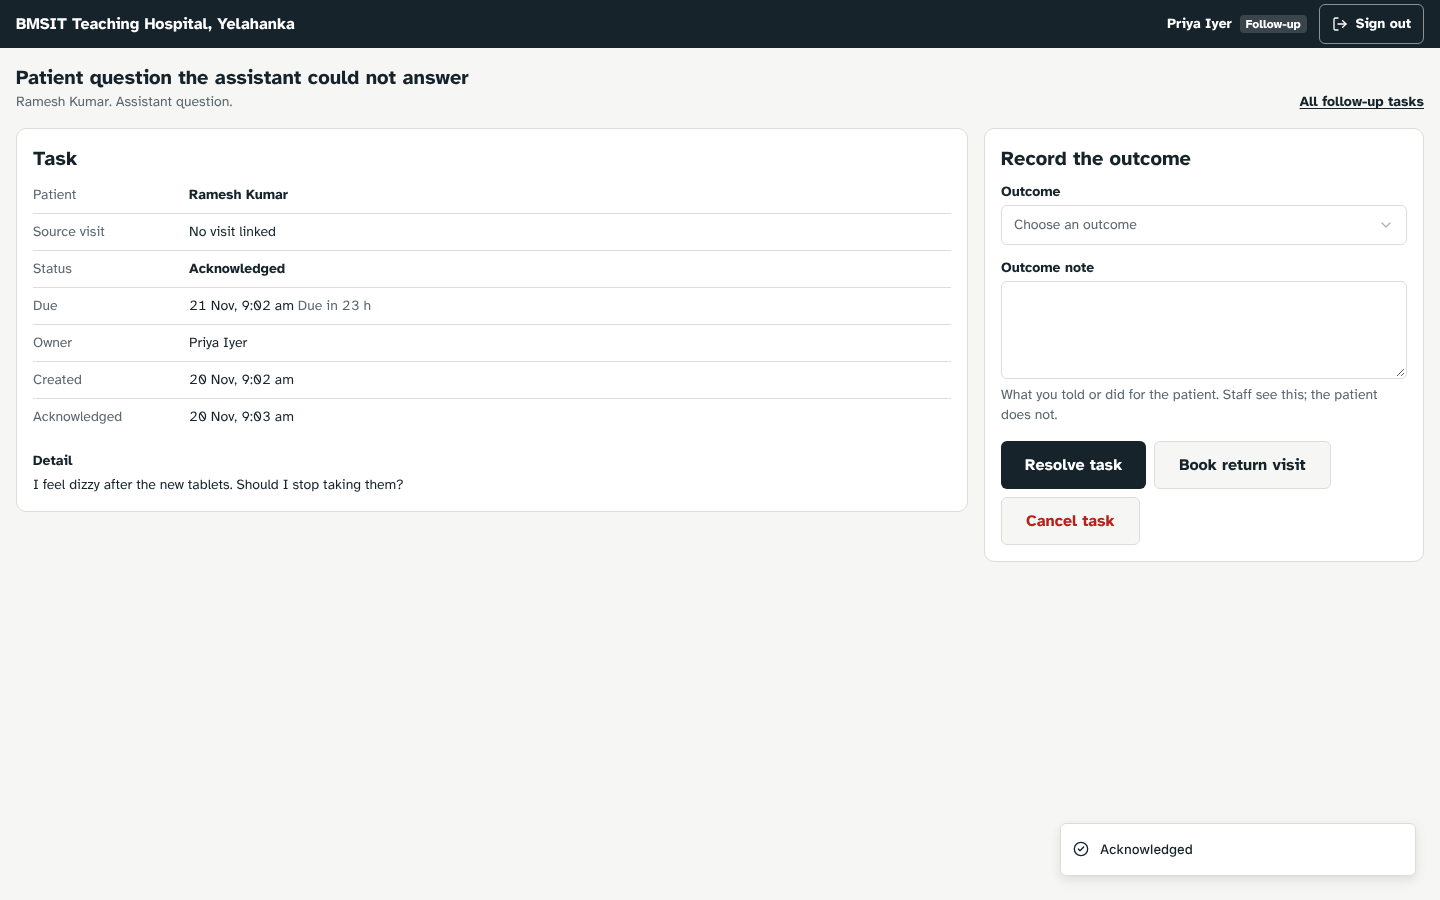 BMSIT Teaching Hospital, Yelahanka
Priya Iyer Follow-up Sign out
Patient question the assistant could not answer
Ramesh Kumar. Assistant question.
All follow-up tasks
Task
Patient Ramesh Kumar
Source visit No visit linked
Status Acknowledged
Due 21 Nov, 9:02 am Due in 23 h
Owner Priya Iyer
Created 20 Nov, 9:02 am
Acknowledged 20 Nov, 9:03 am
Detail
I feel dizzy after the new tablets. Should I stop taking them?
Record the outcome
Outcome
Choose an outcome
Outcome note
What you told or did for the patient. Staff see this; the patient
does not.
Resolve task Book return visit
Cancel task
Acknowledged